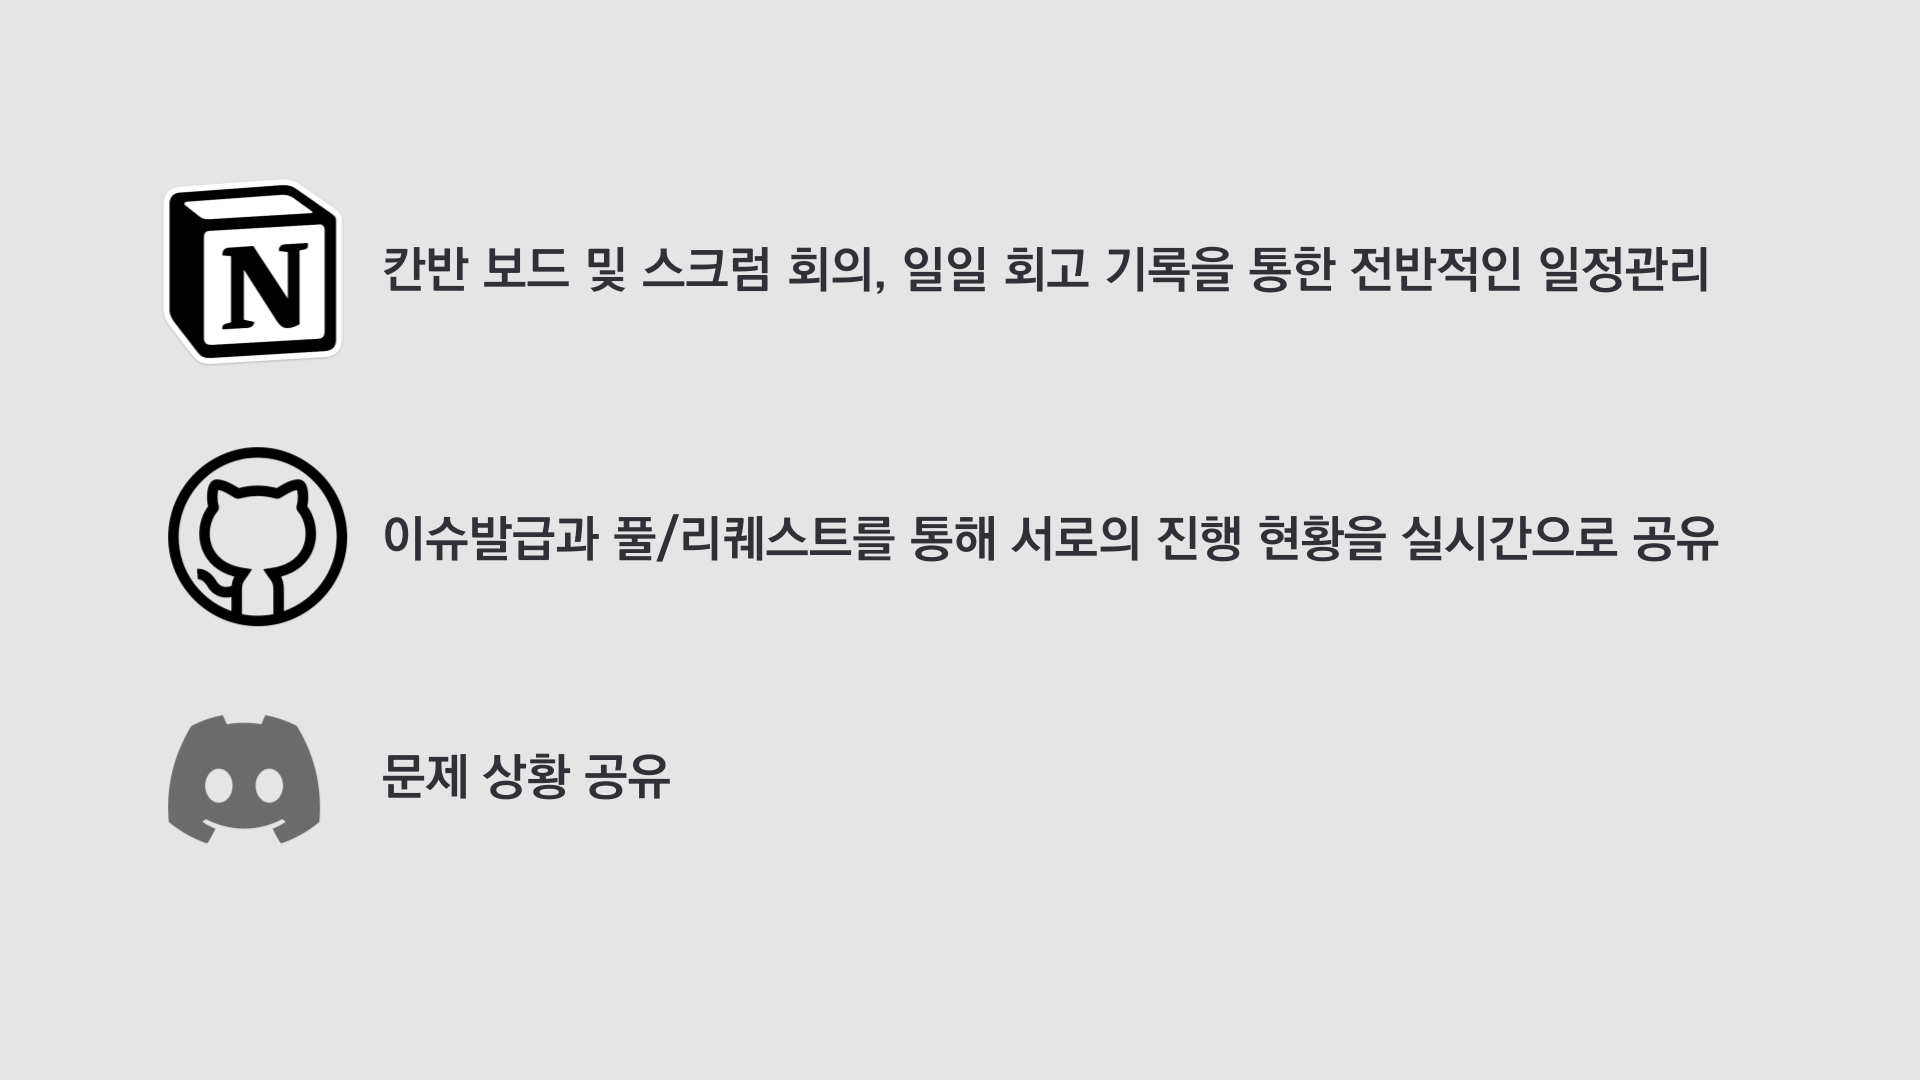 N
칸반 보드 및 스크럼 회의, 일일 회고 기록을 통한 전반적인 일정관리
이슈발급과 풀/리퀘스트를 통해 서로의 진행 현황을 실시간으로 공유
문제 상황 공유